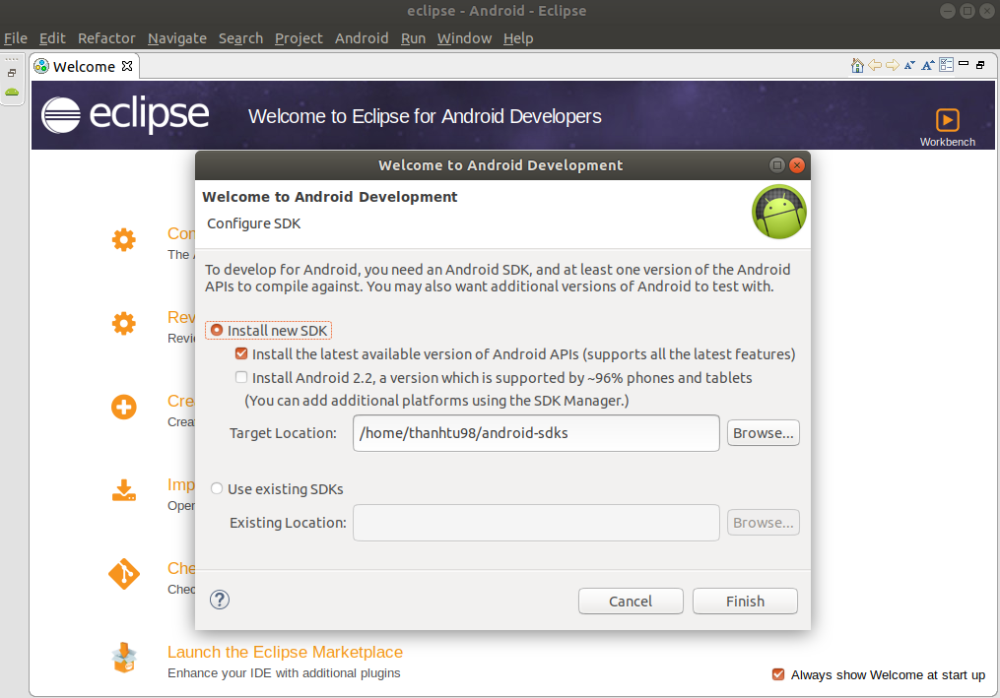 eclipse - Android - Eclipse
File Edit Refactor Navigate Search Project Android Run Window Help
Welcome
eclipse
Welcome to Eclipse for Android Developers
Workbench
Welcome to Android Development
Welcome to Android Development
Configure SDK
To develop for Android, you need an Android SDK, and at least one version of the Android
APIs to compile against. You may also want additional versions of Android to test with.
Install new SDK
Install the latest available version of Android APIs (supports all the latest features)
Install Android 2.2, a version which is supported by ~96% phones and tablets
(You can add additional platforms using the SDK Manager.)
Target Location: /home/thanhtu98/android-sdks Browse...
Use existing SDKs
Existing Location: Browse...
?
Cancel Finish
Con
The
Rev
Revi
Cre
Crea
Imp
Oper
Che
Chec
Launch the Eclipse Marketplace
Enhance your IDE with additional plugins
Always show Welcome at start up